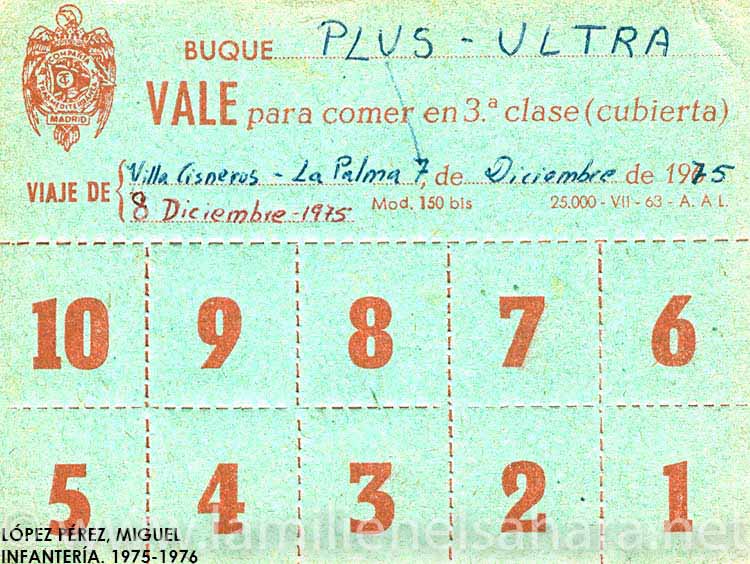 COMPAÑIA
TRASMEDITERRANEA
MADRID
BUQUE PLUS - ULTRA
VALE para comer en 3.ª clase (cubierta)
VIAJE DE { Villa Cisneros - La Palma 7, de Diciembre de 1975
8 Diciembre - 1975
Mod. 150 bis 25.000 - VII - 63 - A. A L.
10 9 8 7 6
5 4 3 2 1
www.lamilienelsahara.net
LÓPEZ PÉREZ, MIGUEL
INFANTERÍA. 1975-1976